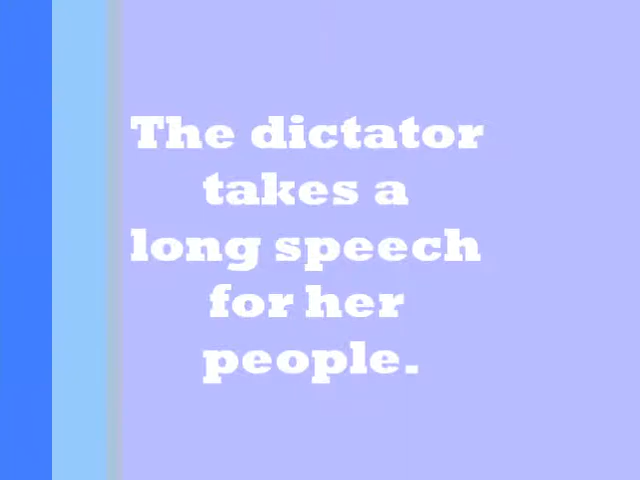 The dictator
takes a
long speech
for her
people.